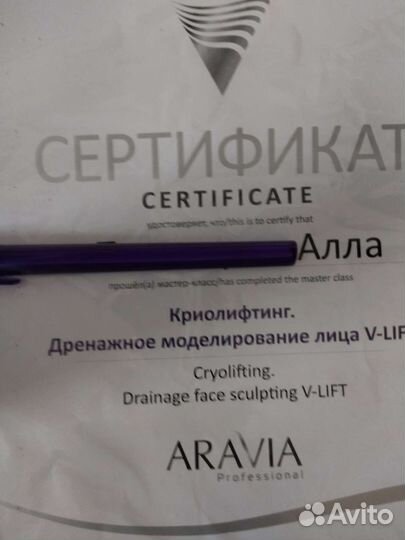 СЕРТИФИКАТ
CERTIFICATE
удостоверяет, что/this is to certify that
Алла
прошёл(а) мастер-класс/has completed the master class
Криолифтинг.
Дренажное моделирование лица V-LIF
Cryolifting.
Drainage face sculpting V-LIFT
ARAVIA
Professional
Avito